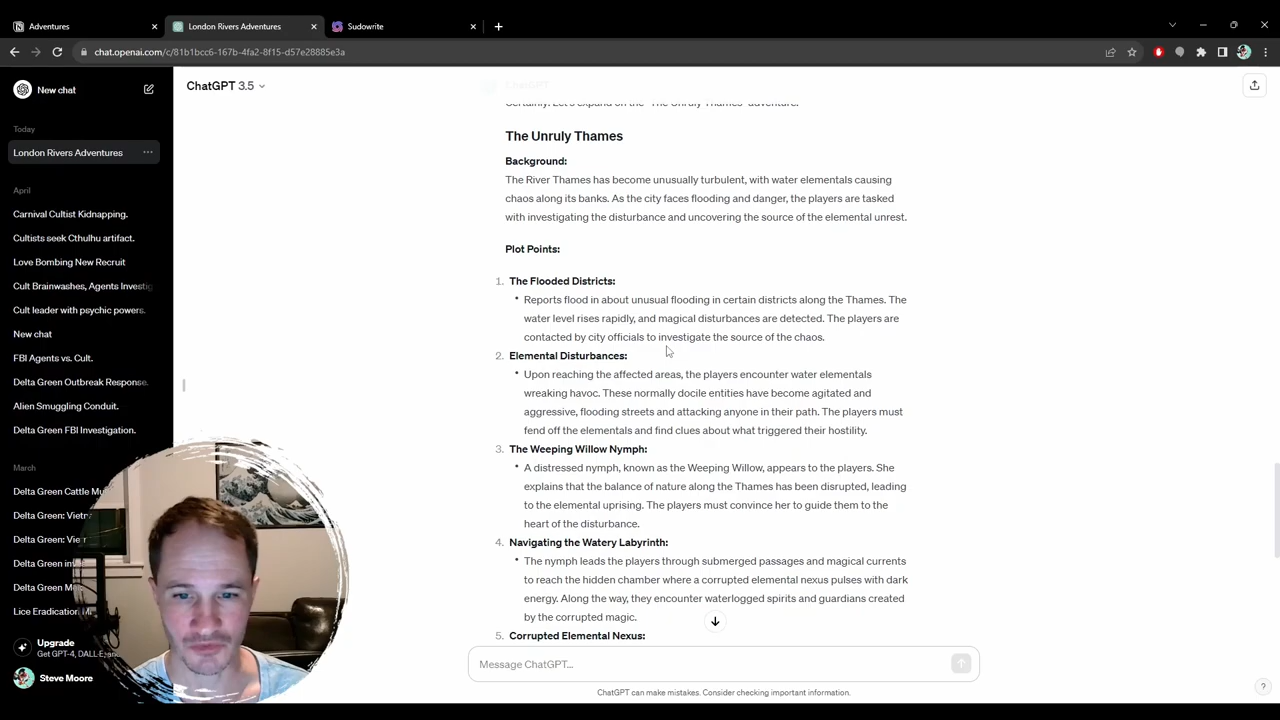 Adventures
London Rivers Adventures
Sudowrite
chat.openai.com/c/81b1bcc6-167b-4fa2-8f15-d57e28885e3a
New chat
Today
London Rivers Adventures
April
Carnival Cultist Kidnapping.
Cultists seek Cthulhu artifact.
Love Bombing New Recruit
Cult Brainwashes, Agents Investig
Cult leader with psychic powers.
New chat
FBI Agents vs. Cult.
Delta Green Outbreak Response.
Alien Smuggling Conduit.
Delta Green FBI Investigation.
March
Delta Green Cattle Mu
Delta Green: Vietn
Delta Green: Vietr
Delta Green inve
Delta Green M
Lice Eradication M
Upgrade
Get GPT-4, DALL·E, and
Steve Moore
ChatGPT 3.5
ChatGPT
Certainly! Let's expand on the "The Unruly Thames" adventure:
The Unruly Thames
Background:
The River Thames has become unusually turbulent, with water elementals causing
chaos along its banks. As the city faces flooding and danger, the players are tasked
with investigating the disturbance and uncovering the source of the elemental unrest.
Plot Points:
1. The Flooded Districts:
• Reports flood in about unusual flooding in certain districts along the Thames. The
water level rises rapidly, and magical disturbances are detected. The players are
contacted by city officials to investigate the source of the chaos.
2. Elemental Disturbances:
• Upon reaching the affected areas, the players encounter water elementals
wreaking havoc. These normally docile entities have become agitated and
aggressive, flooding streets and attacking anyone in their path. The players must
fend off the elementals and find clues about what triggered their hostility.
3. The Weeping Willow Nymph:
• A distressed nymph, known as the Weeping Willow, appears to the players. She
explains that the balance of nature along the Thames has been disrupted, leading
to the elemental uprising. The players must convince her to guide them to the
heart of the disturbance.
4. Navigating the Watery Labyrinth:
• The nymph leads the players through submerged passages and magical currents
to reach the hidden chamber where a corrupted elemental nexus pulses with dark
energy. Along the way, they encounter waterlogged spirits and guardians created
by the corrupted magic.
5. Corrupted Elemental Nexus:
Message ChatGPT...
ChatGPT can make mistakes. Consider checking important information.
?